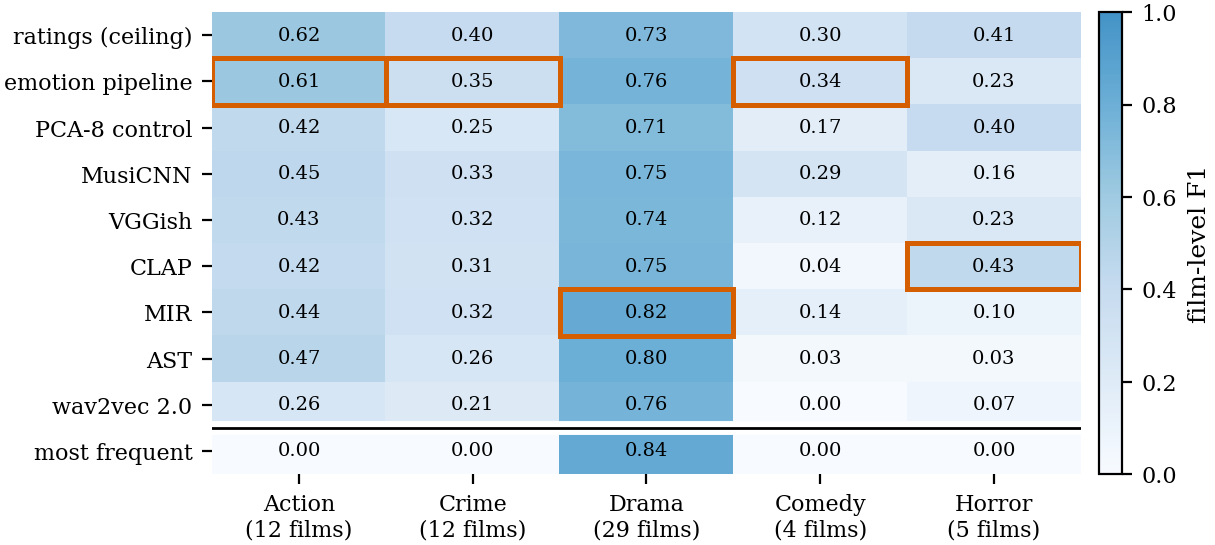 ratings (ceiling) 0.62 0.40 0.73 0.30 0.41
emotion pipeline 0.61 0.35 0.76 0.34 0.23
PCA-8 control 0.42 0.25 0.71 0.17 0.40
MusiCNN 0.45 0.33 0.75 0.29 0.16
VGGish 0.43 0.32 0.74 0.12 0.23
CLAP 0.42 0.31 0.75 0.04 0.43
MIR 0.44 0.32 0.82 0.14 0.10
AST 0.47 0.26 0.80 0.03 0.03
wav2vec 2.0 0.26 0.21 0.76 0.00 0.07
most frequent 0.00 0.00 0.84 0.00 0.00
Action Crime Drama Comedy Horror
(12 films) (12 films) (29 films) (4 films) (5 films)
1.0
0.8
0.6
0.4
0.2
0.0
film-level F1